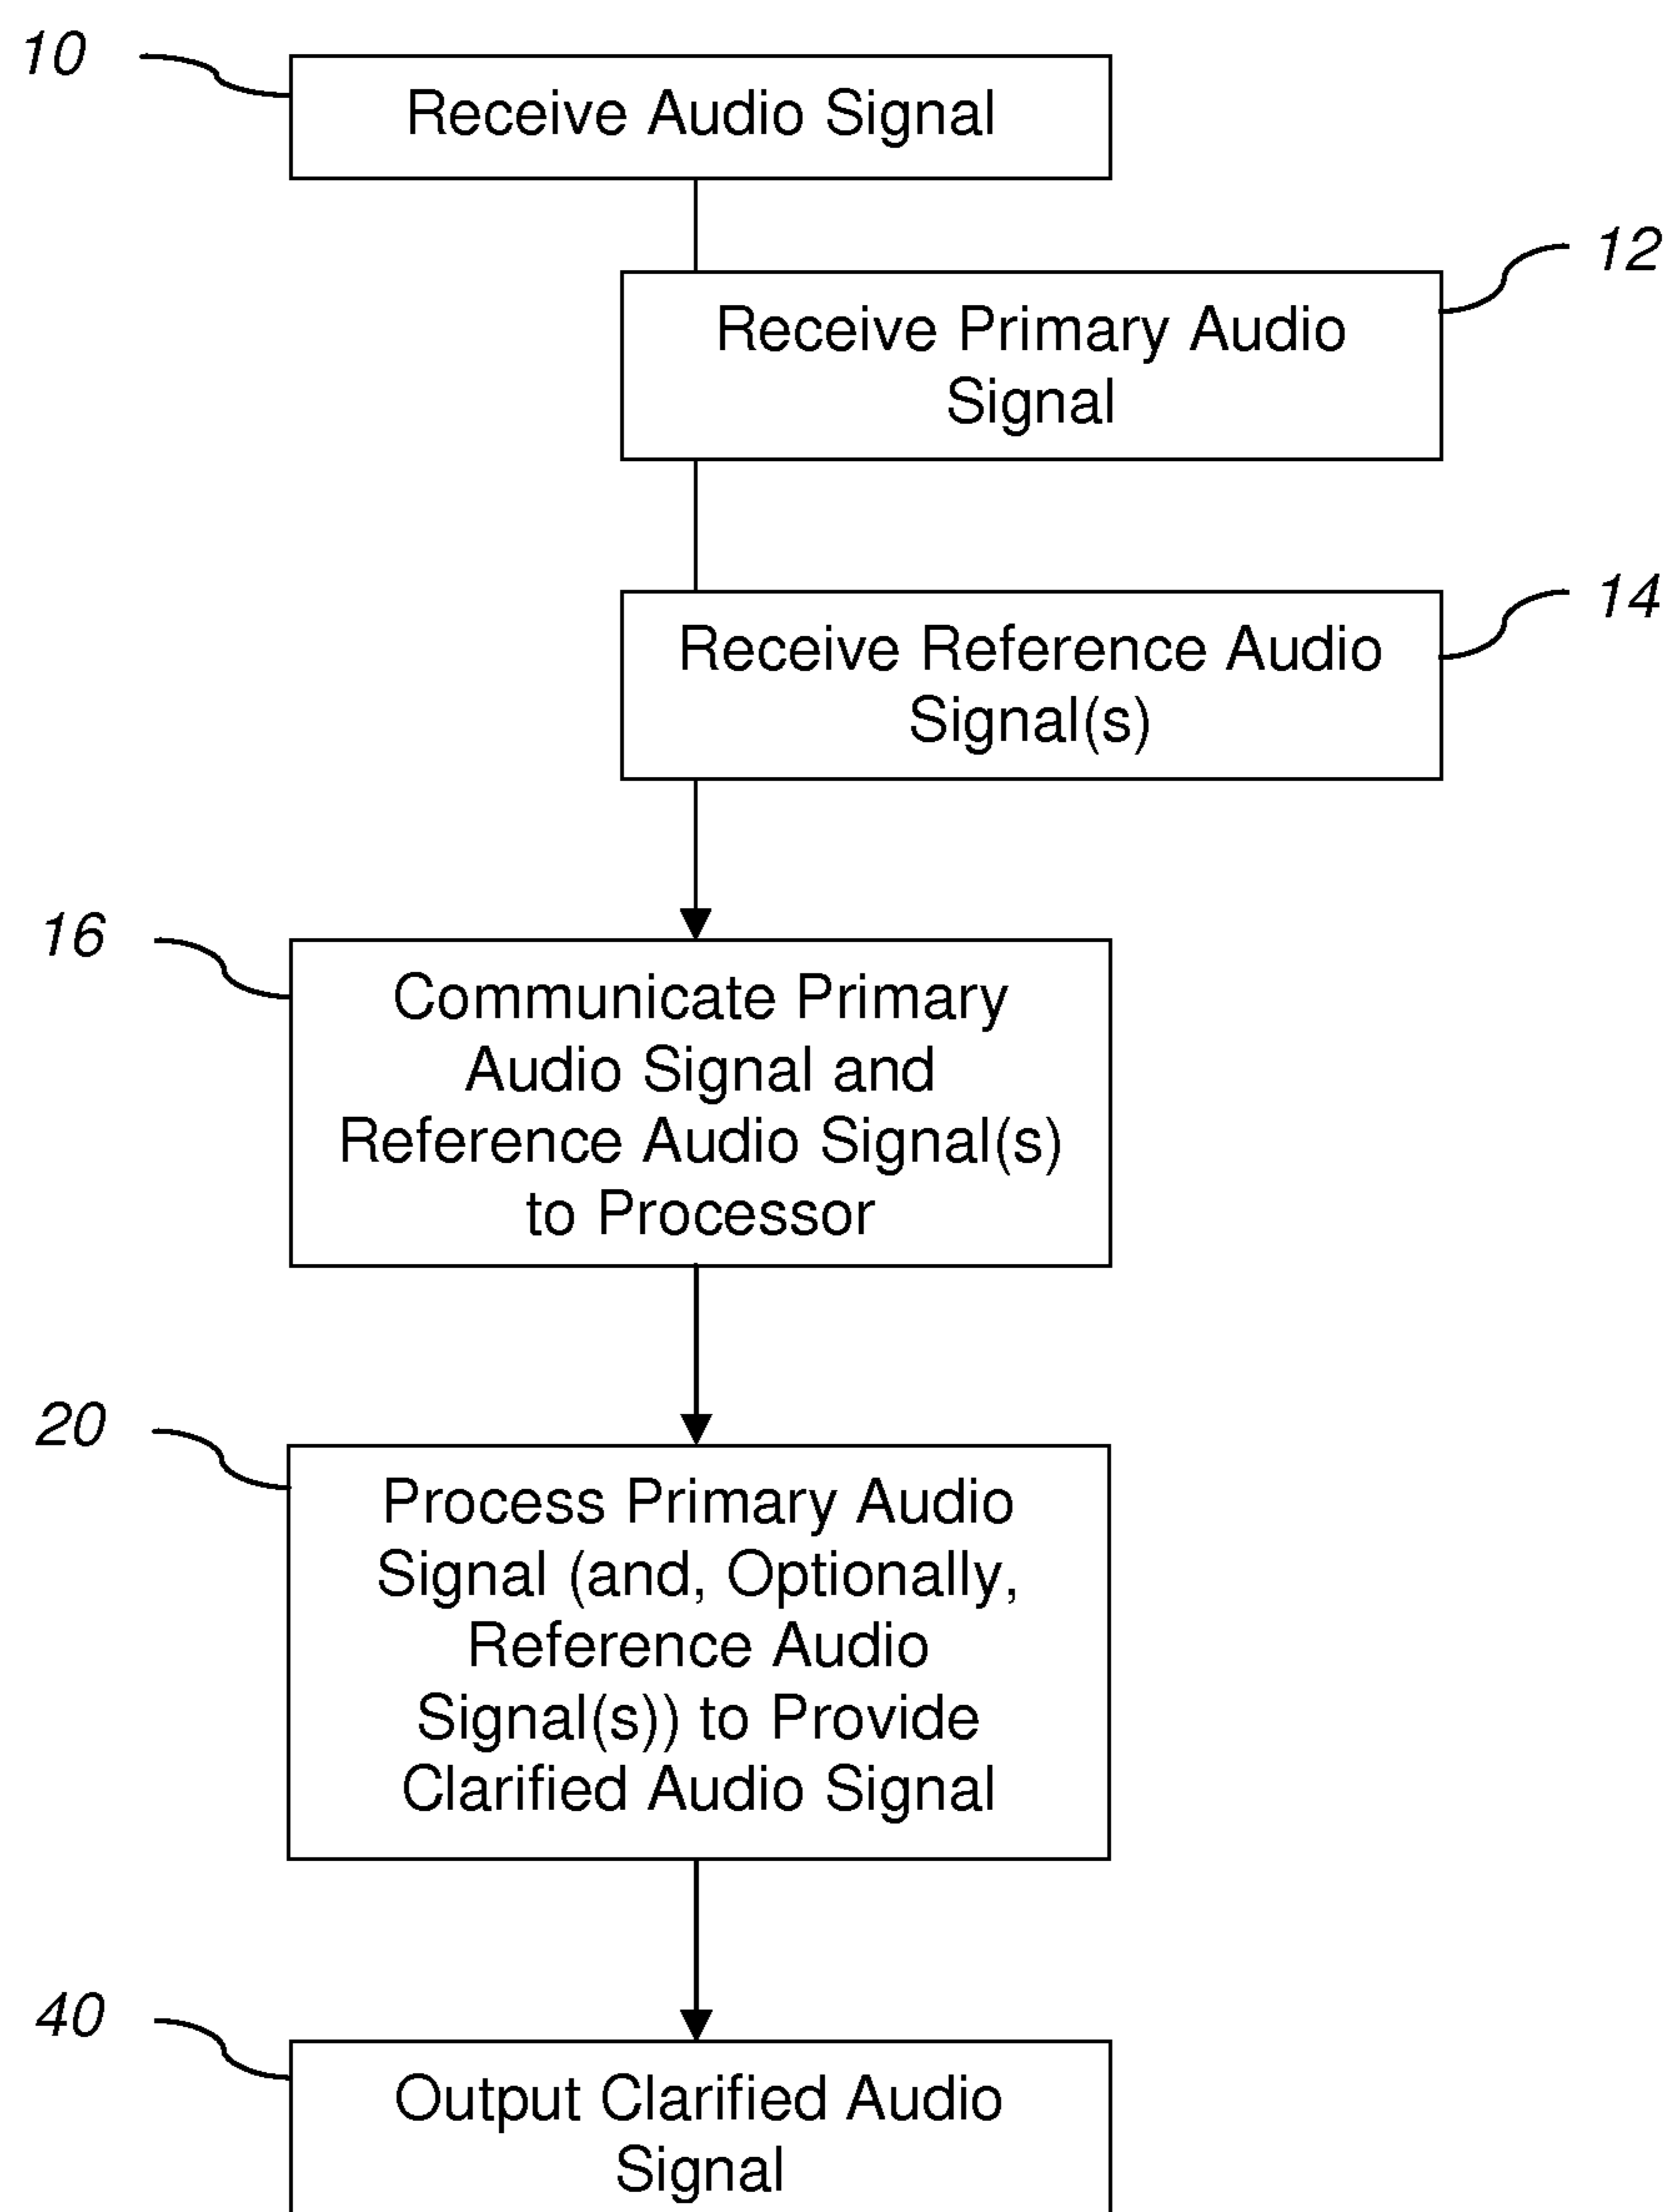 10
Receive Audio Signal
12
Receive Primary Audio
Signal
14
Receive Reference Audio
Signal(s)
16
Communicate Primary
Audio Signal and
Reference Audio Signal(s)
to Processor
20
Process Primary Audio
Signal (and, Optionally,
Reference Audio
Signal(s)) to Provide
Clarified Audio Signal
40
Output Clarified Audio
Signal